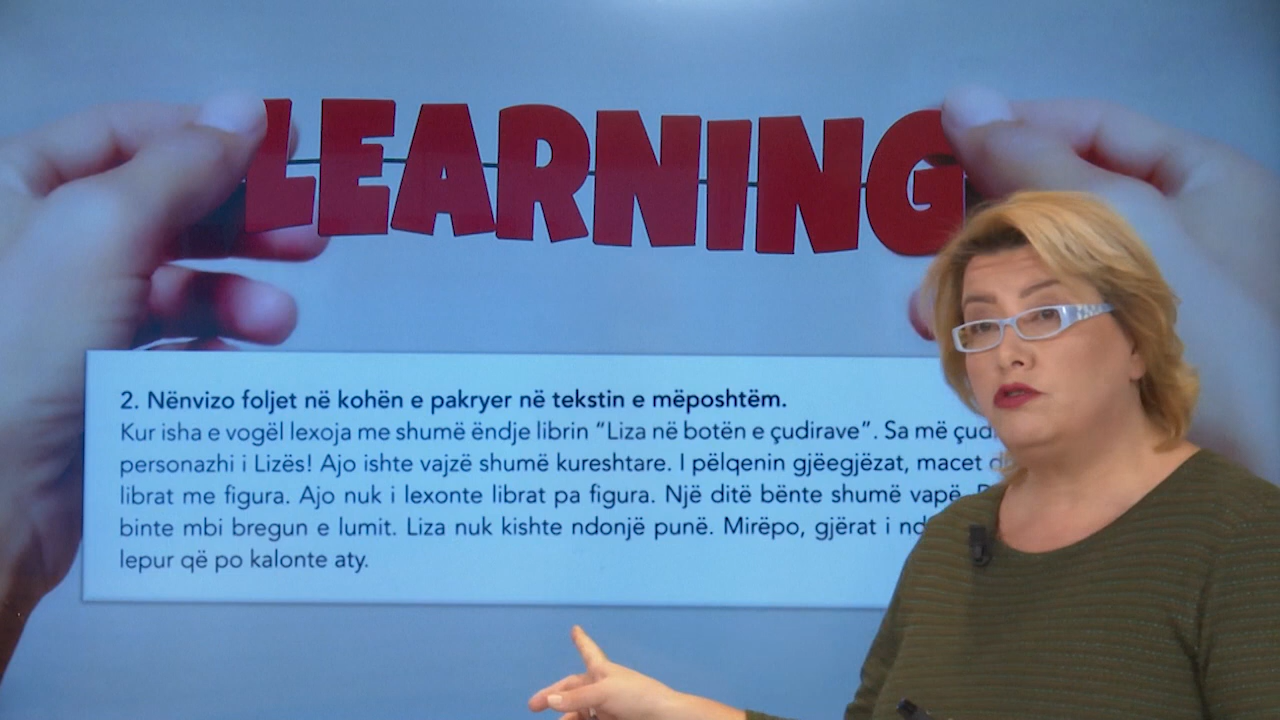 LEARNING
2. Nënvizo foljet në kohën e pakryer në tekstin e mëposhtëm.
Kur isha e vogël lexoja me shumë ëndje librin “Liza në botën e çudirave”. Sa më
personazhi i Lizës! Ajo ishte vajzë shumë kureshtare. I pëlqenin gjëegjëzat, macet
librat me figura. Ajo nuk i lexonte librat pa figura. Një ditë bënte shumë vapë.
binte mbi bregun e lumit. Liza nuk kishte ndonjë punë. Mirëpo, gjërat i
lepur që po kalonte aty.